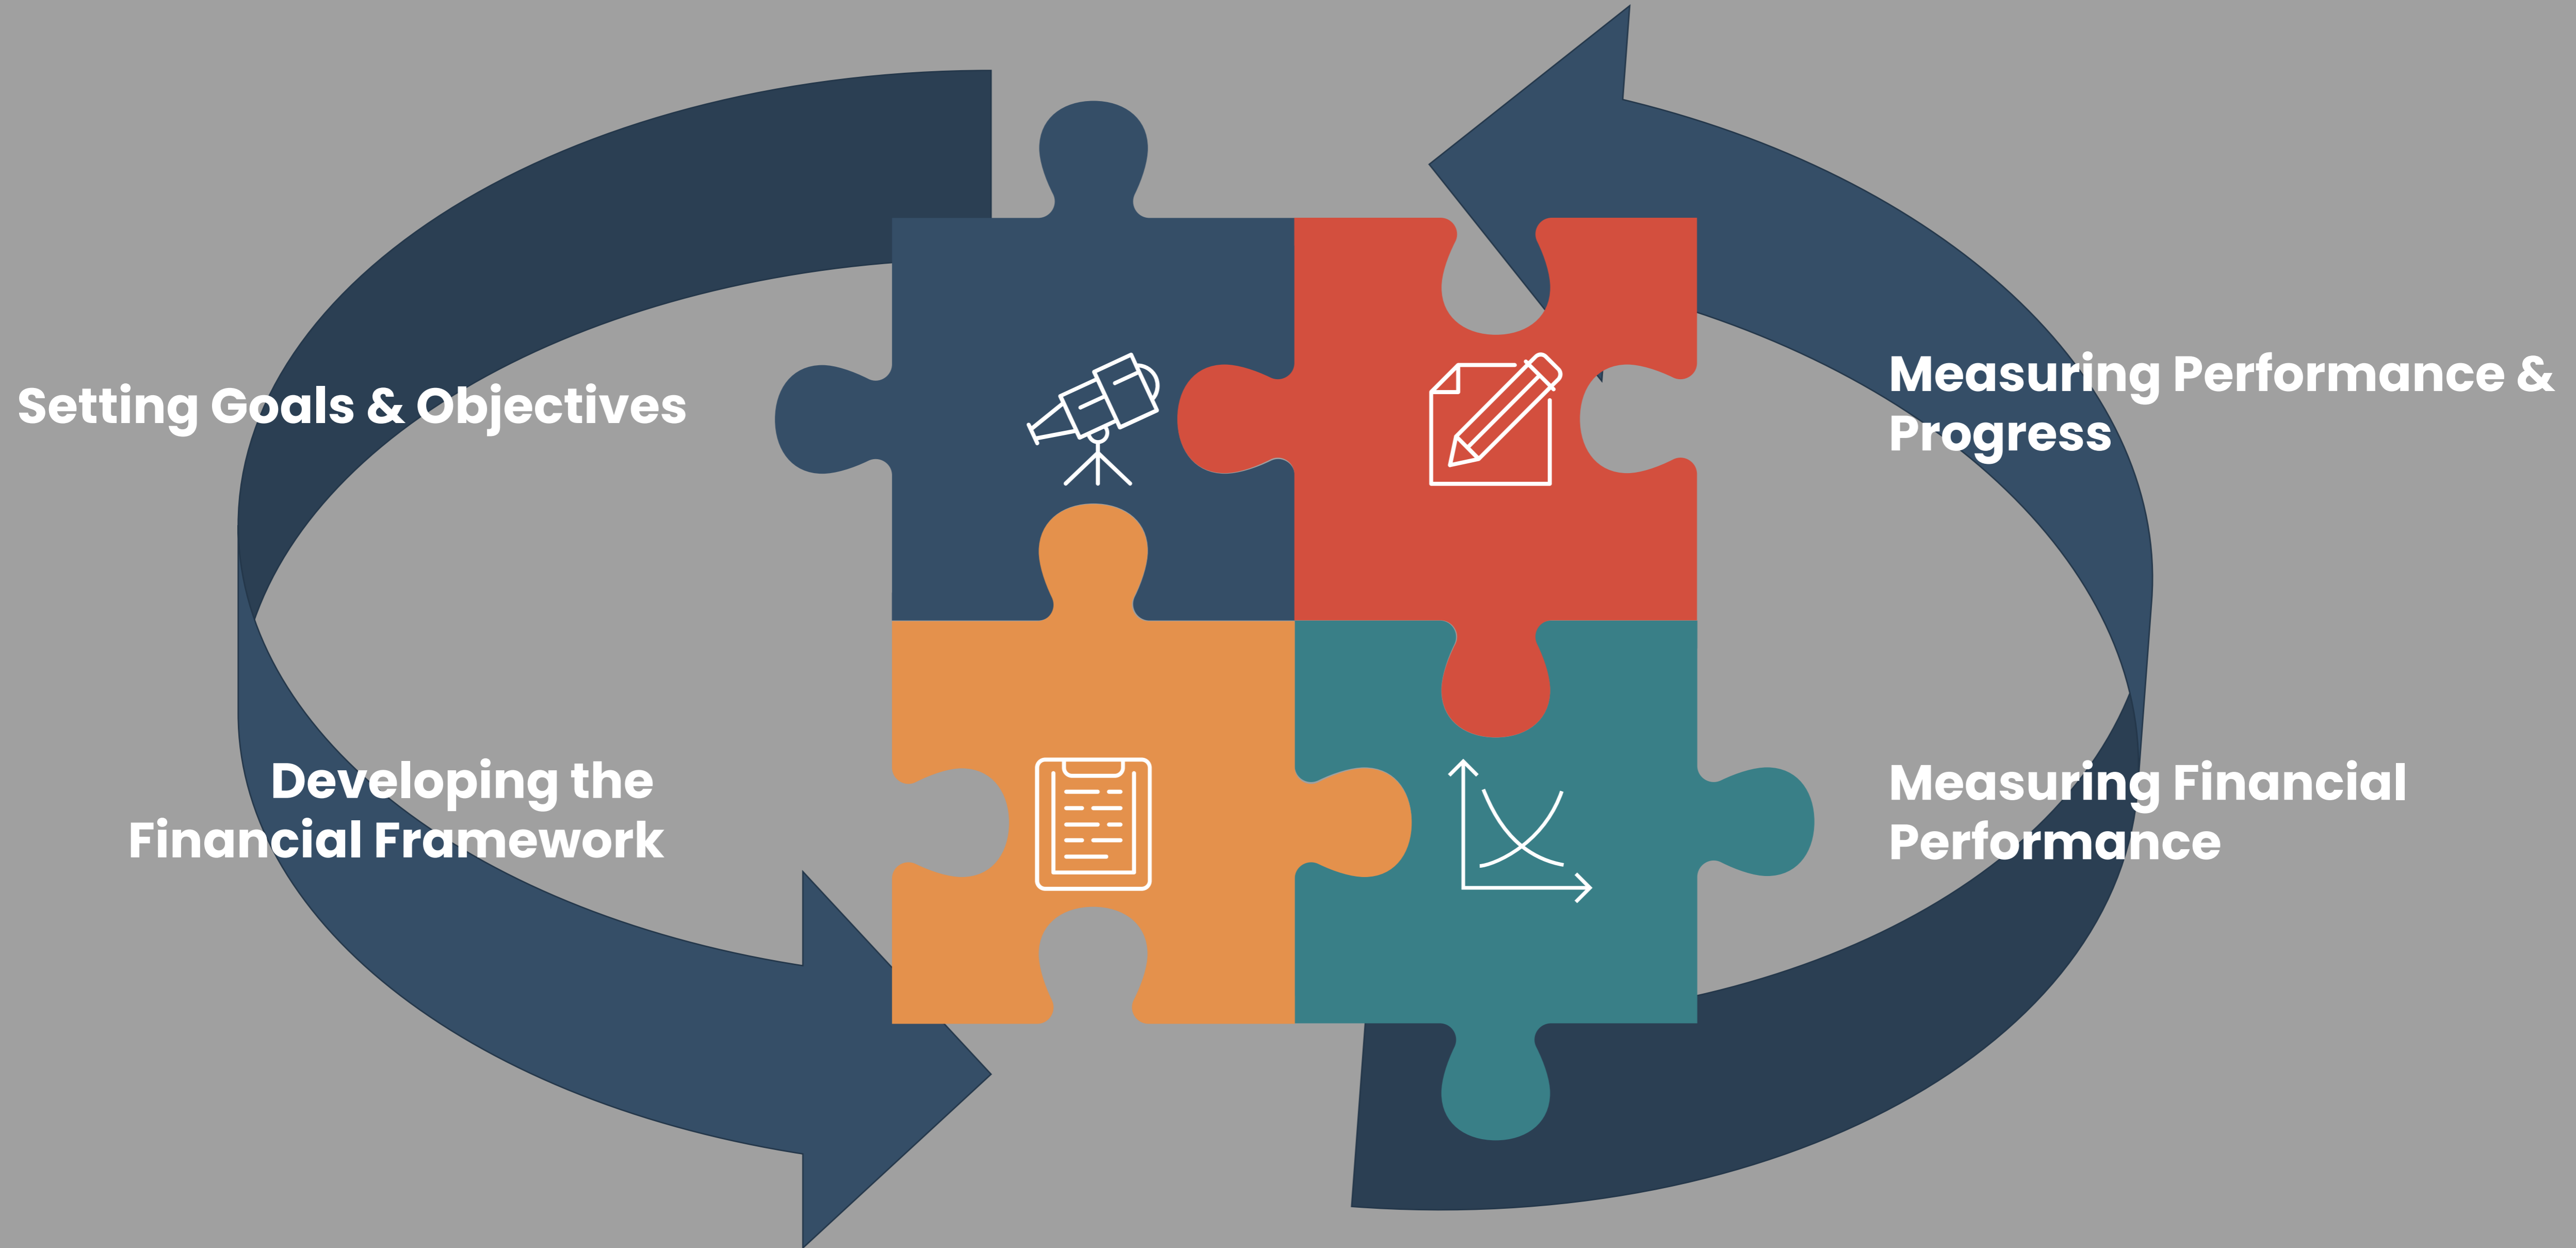 Setting Goals & Objectives
Measuring Performance &
Progress
Developing the
Financial Framework
Measuring Financial
Performance